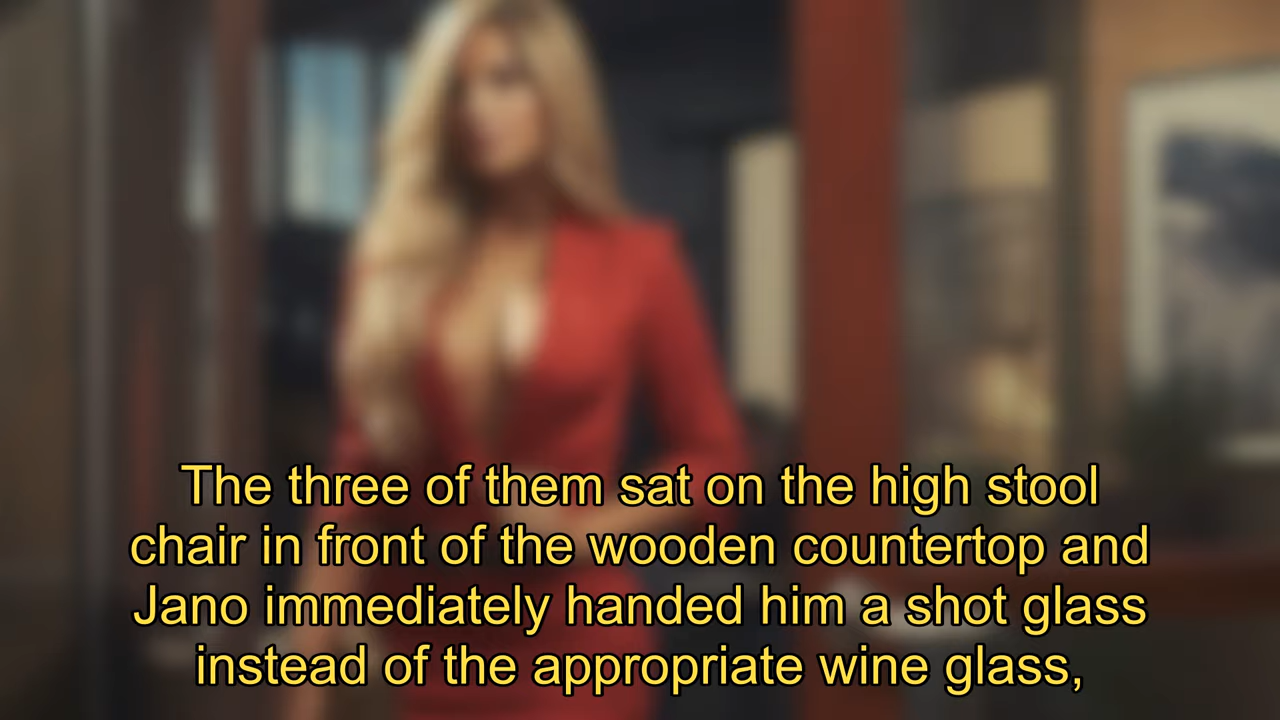 The three of them sat on the high stool
chair in front of the wooden countertop and
Jano immediately handed him a shot glass
instead of the appropriate wine glass,